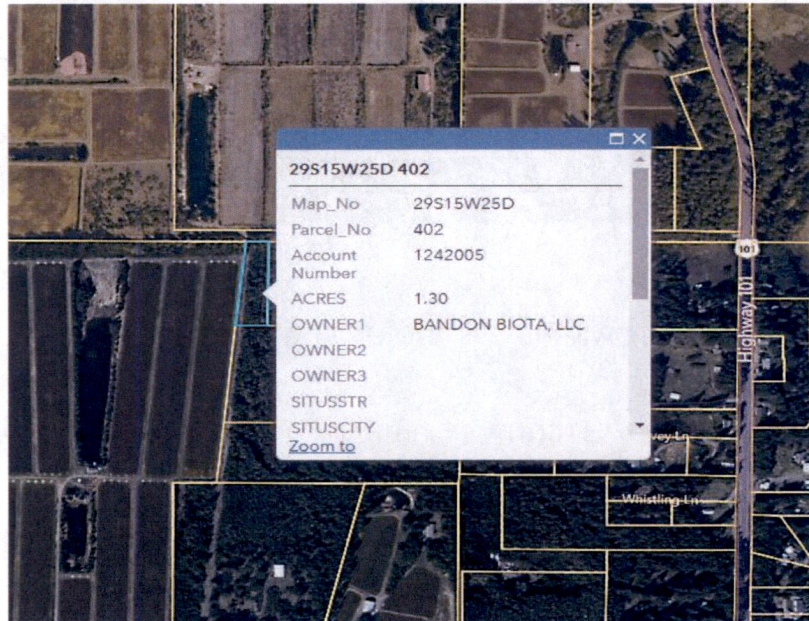 29S15W25D 402
Map_No 29S15W25D
Parcel_No 402
Account Number 1242005
ACRES 1.30
OWNER1 BANDON BIOTA, LLC
OWNER2
OWNER3
SITUSSTR
SITUSCITY
Zoom to
101
Highway 101
Whistling Ln